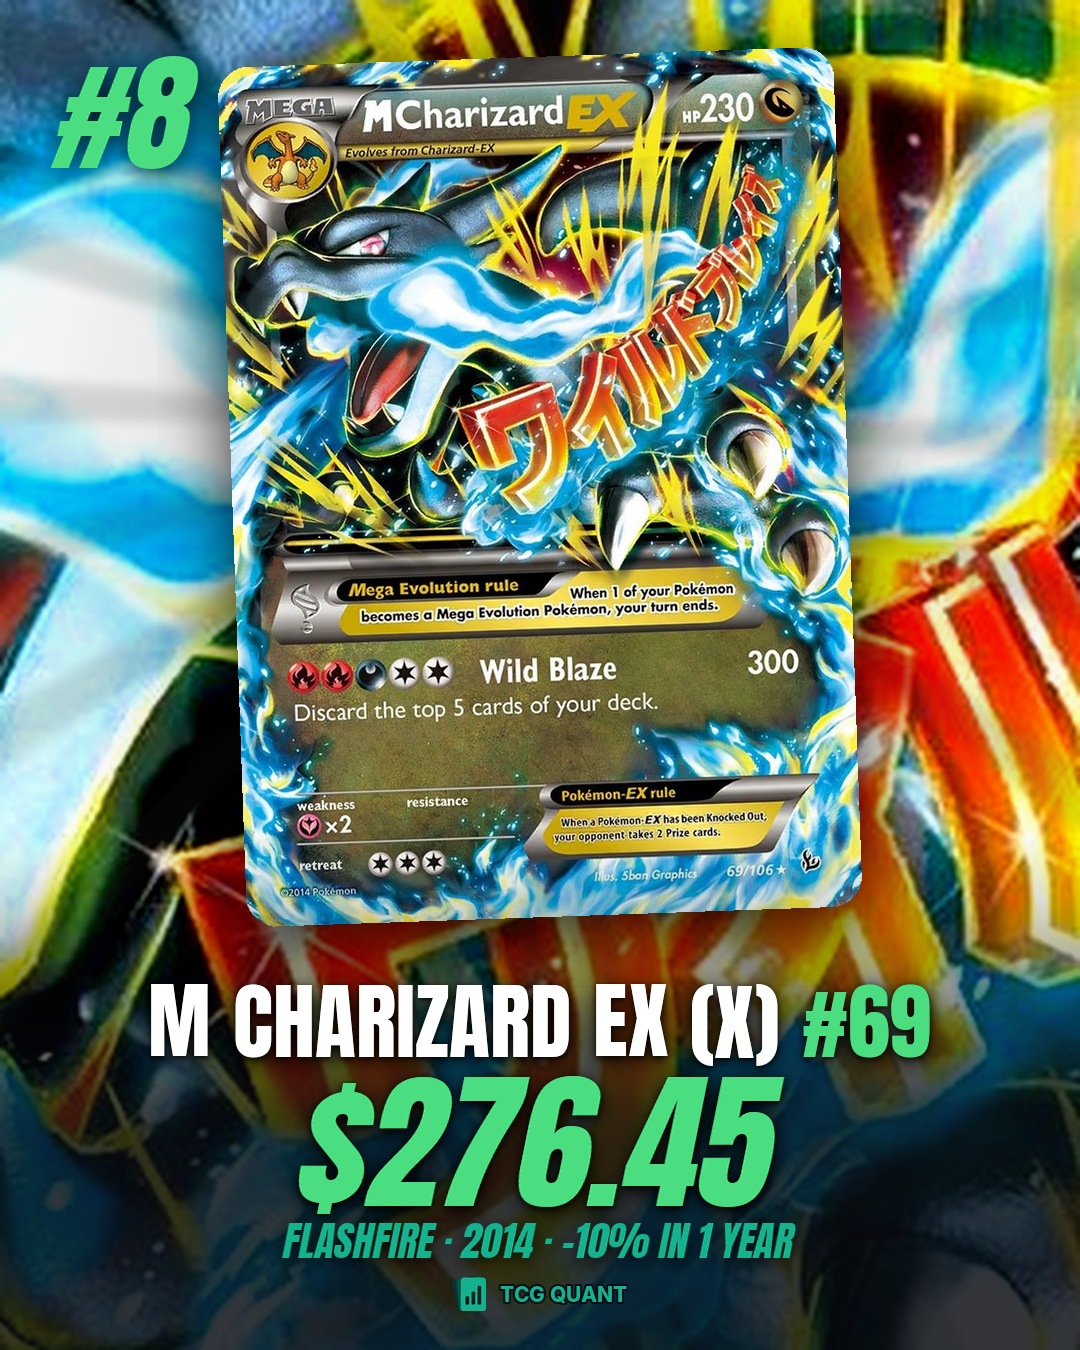 #8
MEGA
M Charizard EX HP230
Evolves from Charizard-EX
ワイルドブレイズ
Mega Evolution rule
When 1 of your Pokémon
becomes a Mega Evolution Pokémon, your turn ends.
Wild Blaze 300
Discard the top 5 cards of your deck.
weakness resistance
×2
retreat
Pokémon-EX rule
When a Pokémon-EX has been Knocked Out,
your opponent takes 2 Prize cards.
Illus. 5ban Graphics 69/106★
©2014 Pokémon
M CHARIZARD EX (X) #69
$276.45
FLASHFIRE · 2014 · -10% IN 1 YEAR
TCG QUANT